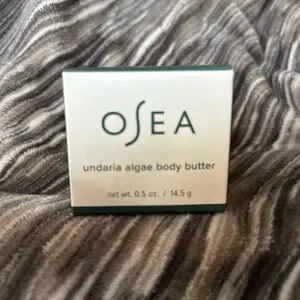 OSEA
undaria algae body butter
net wt. 0.5 oz. / 14.5 g